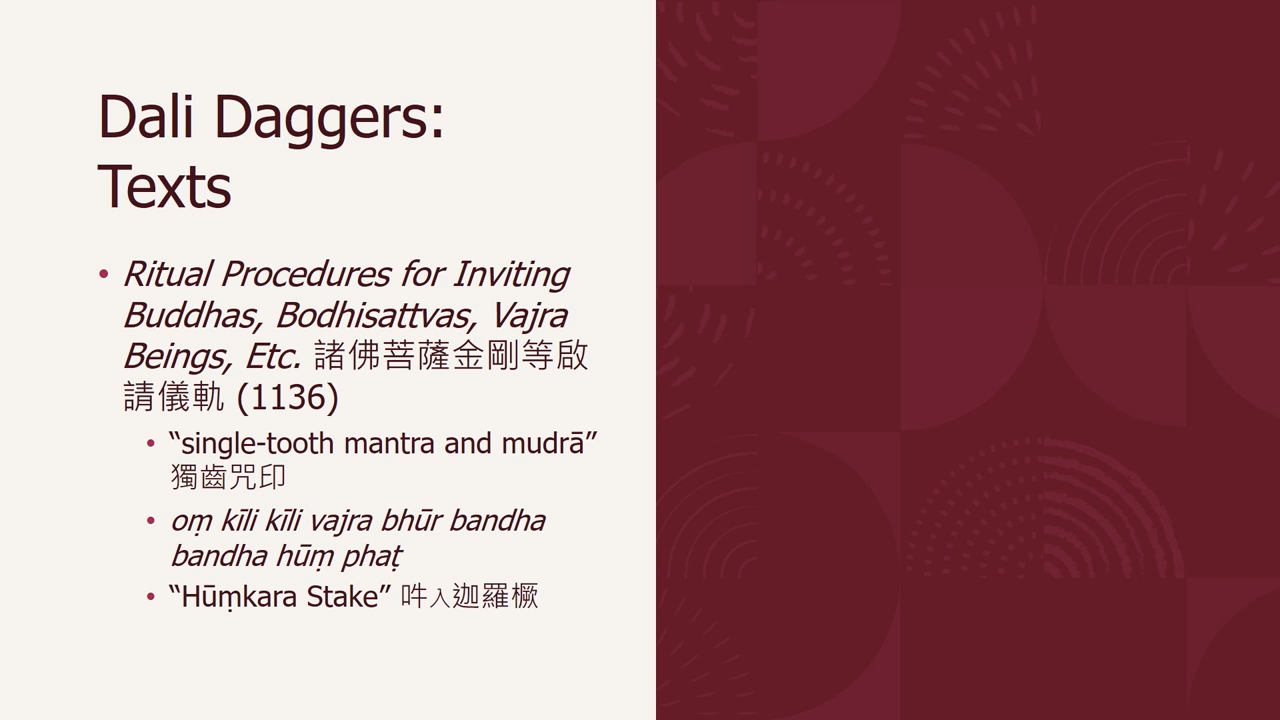 Dali Daggers:
Texts
• Ritual Procedures for Inviting
Buddhas, Bodhisattvas, Vajra
Beings, Etc. 諸佛菩薩金剛等啟
請儀軌 (1136)
• “single-tooth mantra and mudrā”
獨齒咒印
• oṃ kīli kīli vajra bhūr bandha
bandha hūṃ phaṭ
• “Hūṃkara Stake” 吽入迦羅橛